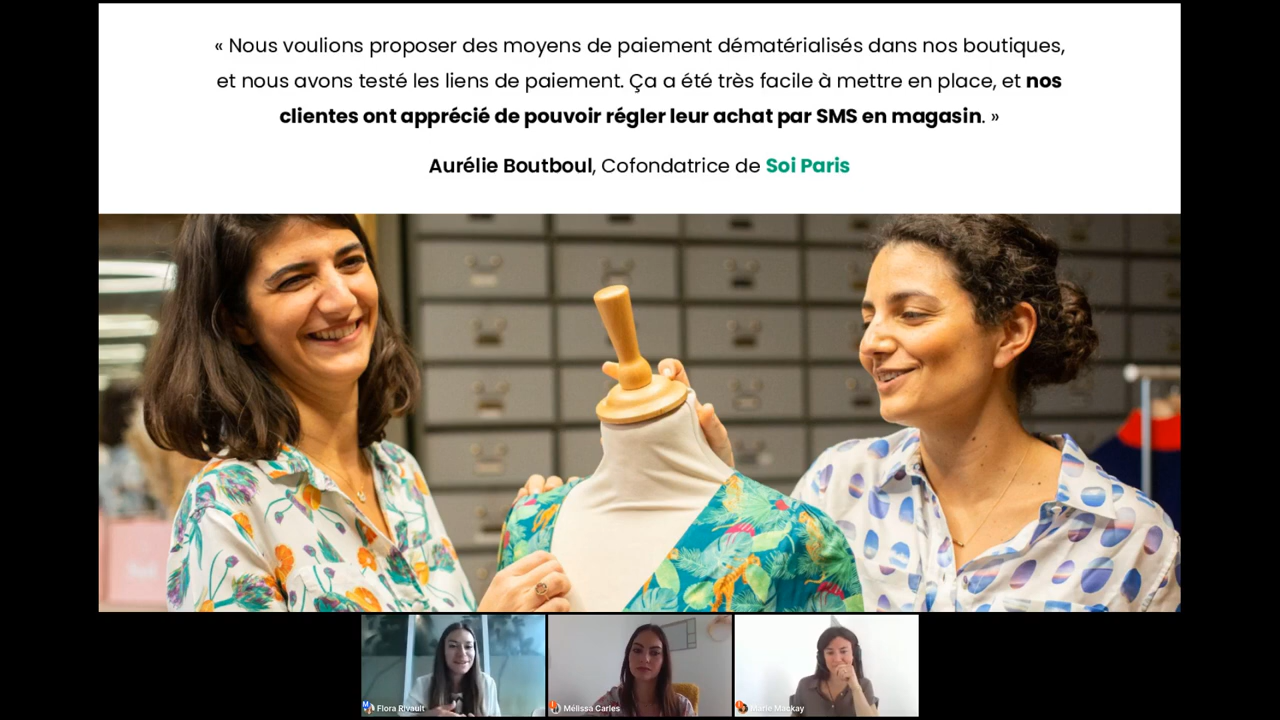 « Nous voulions proposer des moyens de paiement dématérialisés dans nos boutiques,
et nous avons testé les liens de paiement. Ça a été très facile à mettre en place, et nos
clientes ont apprécié de pouvoir régler leur achat par SMS en magasin. »
Aurélie Boutboul, Cofondatrice de Soi Paris
Flora Rivault
Mélissa Carles
Marie Mackay